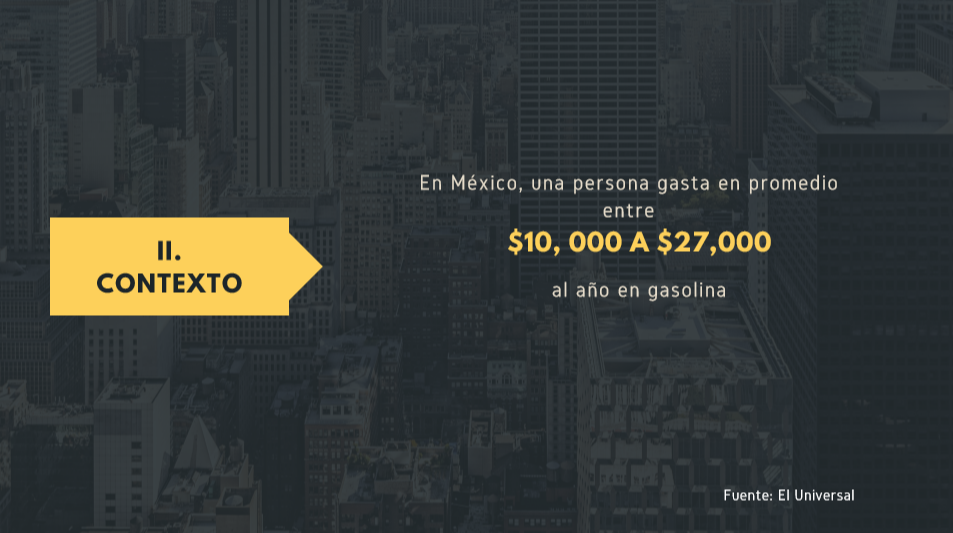 II.
CONTEXTO
En México, una persona gasta en promedio
entre
$10, 000 A $27,000
al año en gasolina
Fuente: El Universal